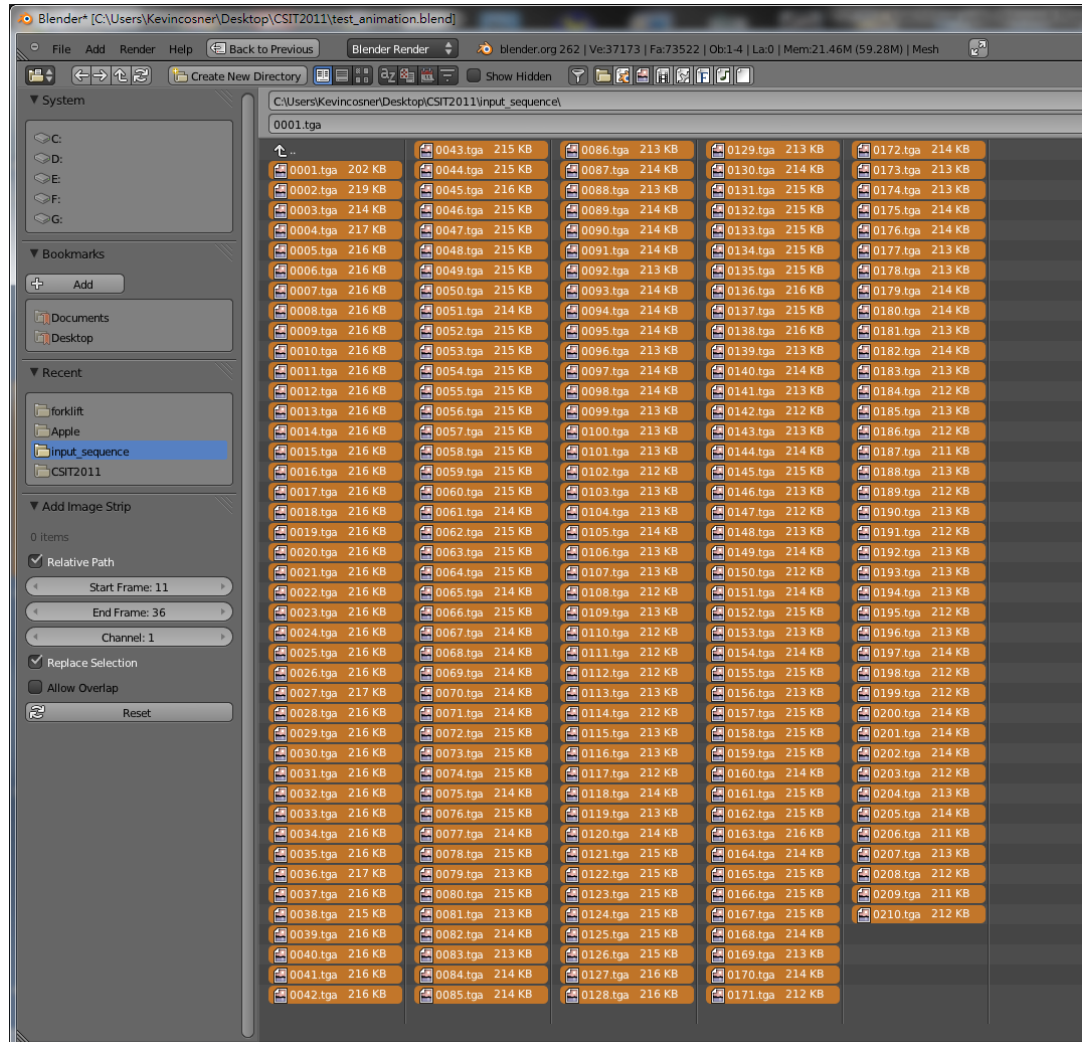 Blender* [C:\Users\Kevincosner\Desktop\CSIT2011\test_animation.blend]
File Add Render Help Back to Previous Blender Render blender.org 262 | Ve:37173 | Fa:73522 | Ob:1-4 | La:0 | Mem:21.46M (59.28M) | Mesh
Create New Directory Show Hidden
System
C:
D:
E:
F:
G:
Bookmarks
Add
Documents
Desktop
Recent
forklift
Apple
input_sequence
CSIT2011
Add Image Strip
0 items
Relative Path
Start Frame: 11
End Frame: 36
Channel: 1
Replace Selection
Allow Overlap
Reset
C:\Users\Kevincosner\Desktop\CSIT2011\input_sequence\
0001.tga
..
0001.tga 202 KB
0002.tga 219 KB
0003.tga 214 KB
0004.tga 217 KB
0005.tga 216 KB
0006.tga 216 KB
0007.tga 216 KB
0008.tga 216 KB
0009.tga 216 KB
0010.tga 216 KB
0011.tga 216 KB
0012.tga 216 KB
0013.tga 216 KB
0014.tga 216 KB
0015.tga 216 KB
0016.tga 216 KB
0017.tga 216 KB
0018.tga 216 KB
0019.tga 216 KB
0020.tga 216 KB
0021.tga 216 KB
0022.tga 216 KB
0023.tga 216 KB
0024.tga 216 KB
0025.tga 216 KB
0026.tga 216 KB
0027.tga 217 KB
0028.tga 216 KB
0029.tga 216 KB
0030.tga 216 KB
0031.tga 216 KB
0032.tga 216 KB
0033.tga 216 KB
0034.tga 216 KB
0035.tga 216 KB
0036.tga 217 KB
0037.tga 216 KB
0038.tga 215 KB
0039.tga 216 KB
0040.tga 216 KB
0041.tga 216 KB
0042.tga 216 KB
0043.tga 215 KB
0044.tga 215 KB
0045.tga 216 KB
0046.tga 215 KB
0047.tga 215 KB
0048.tga 215 KB
0049.tga 215 KB
0050.tga 215 KB
0051.tga 214 KB
0052.tga 215 KB
0053.tga 215 KB
0054.tga 215 KB
0055.tga 215 KB
0056.tga 215 KB
0057.tga 215 KB
0058.tga 215 KB
0059.tga 215 KB
0060.tga 215 KB
0061.tga 214 KB
0062.tga 215 KB
0063.tga 215 KB
0064.tga 215 KB
0065.tga 214 KB
0066.tga 215 KB
0067.tga 214 KB
0068.tga 214 KB
0069.tga 214 KB
0070.tga 214 KB
0071.tga 214 KB
0072.tga 215 KB
0073.tga 215 KB
0074.tga 215 KB
0075.tga 214 KB
0076.tga 215 KB
0077.tga 214 KB
0078.tga 215 KB
0079.tga 213 KB
0080.tga 215 KB
0081.tga 213 KB
0082.tga 214 KB
0083.tga 213 KB
0084.tga 214 KB
0085.tga 214 KB
0086.tga 213 KB
0087.tga 214 KB
0088.tga 213 KB
0089.tga 214 KB
0090.tga 214 KB
0091.tga 214 KB
0092.tga 213 KB
0093.tga 214 KB
0094.tga 214 KB
0095.tga 214 KB
0096.tga 213 KB
0097.tga 214 KB
0098.tga 214 KB
0099.tga 213 KB
0100.tga 213 KB
0101.tga 213 KB
0102.tga 212 KB
0103.tga 213 KB
0104.tga 213 KB
0105.tga 214 KB
0106.tga 213 KB
0107.tga 213 KB
0108.tga 212 KB
0109.tga 213 KB
0110.tga 212 KB
0111.tga 212 KB
0112.tga 212 KB
0113.tga 213 KB
0114.tga 212 KB
0115.tga 213 KB
0116.tga 213 KB
0117.tga 212 KB
0118.tga 214 KB
0119.tga 213 KB
0120.tga 214 KB
0121.tga 215 KB
0122.tga 215 KB
0123.tga 215 KB
0124.tga 215 KB
0125.tga 215 KB
0126.tga 215 KB
0127.tga 216 KB
0128.tga 216 KB
0129.tga 213 KB
0130.tga 214 KB
0131.tga 215 KB
0132.tga 215 KB
0133.tga 215 KB
0134.tga 215 KB
0135.tga 215 KB
0136.tga 216 KB
0137.tga 215 KB
0138.tga 216 KB
0139.tga 213 KB
0140.tga 214 KB
0141.tga 213 KB
0142.tga 212 KB
0143.tga 213 KB
0144.tga 214 KB
0145.tga 215 KB
0146.tga 213 KB
0147.tga 212 KB
0148.tga 213 KB
0149.tga 214 KB
0150.tga 212 KB
0151.tga 214 KB
0152.tga 215 KB
0153.tga 213 KB
0154.tga 214 KB
0155.tga 215 KB
0156.tga 213 KB
0157.tga 215 KB
0158.tga 215 KB
0159.tga 215 KB
0160.tga 214 KB
0161.tga 215 KB
0162.tga 215 KB
0163.tga 216 KB
0164.tga 214 KB
0165.tga 215 KB
0166.tga 215 KB
0167.tga 215 KB
0168.tga 214 KB
0169.tga 213 KB
0170.tga 214 KB
0171.tga 212 KB
0172.tga 214 KB
0173.tga 213 KB
0174.tga 213 KB
0175.tga 214 KB
0176.tga 214 KB
0177.tga 213 KB
0178.tga 213 KB
0179.tga 214 KB
0180.tga 214 KB
0181.tga 213 KB
0182.tga 214 KB
0183.tga 213 KB
0184.tga 212 KB
0185.tga 213 KB
0186.tga 212 KB
0187.tga 211 KB
0188.tga 213 KB
0189.tga 212 KB
0190.tga 213 KB
0191.tga 212 KB
0192.tga 213 KB
0193.tga 213 KB
0194.tga 213 KB
0195.tga 212 KB
0196.tga 213 KB
0197.tga 214 KB
0198.tga 212 KB
0199.tga 212 KB
0200.tga 214 KB
0201.tga 214 KB
0202.tga 214 KB
0203.tga 212 KB
0204.tga 213 KB
0205.tga 214 KB
0206.tga 211 KB
0207.tga 213 KB
0208.tga 212 KB
0209.tga 211 KB
0210.tga 212 KB